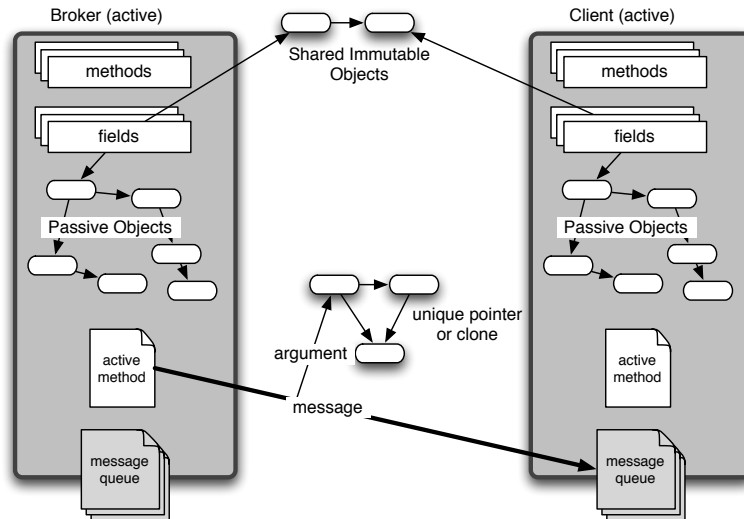 Broker (active)
methods
fields
Passive Objects
active
method
message
queue
Shared Immutable
Objects
unique pointer
or clone
argument
message
Client (active)
methods
fields
Passive Objects
active
method
message
queue